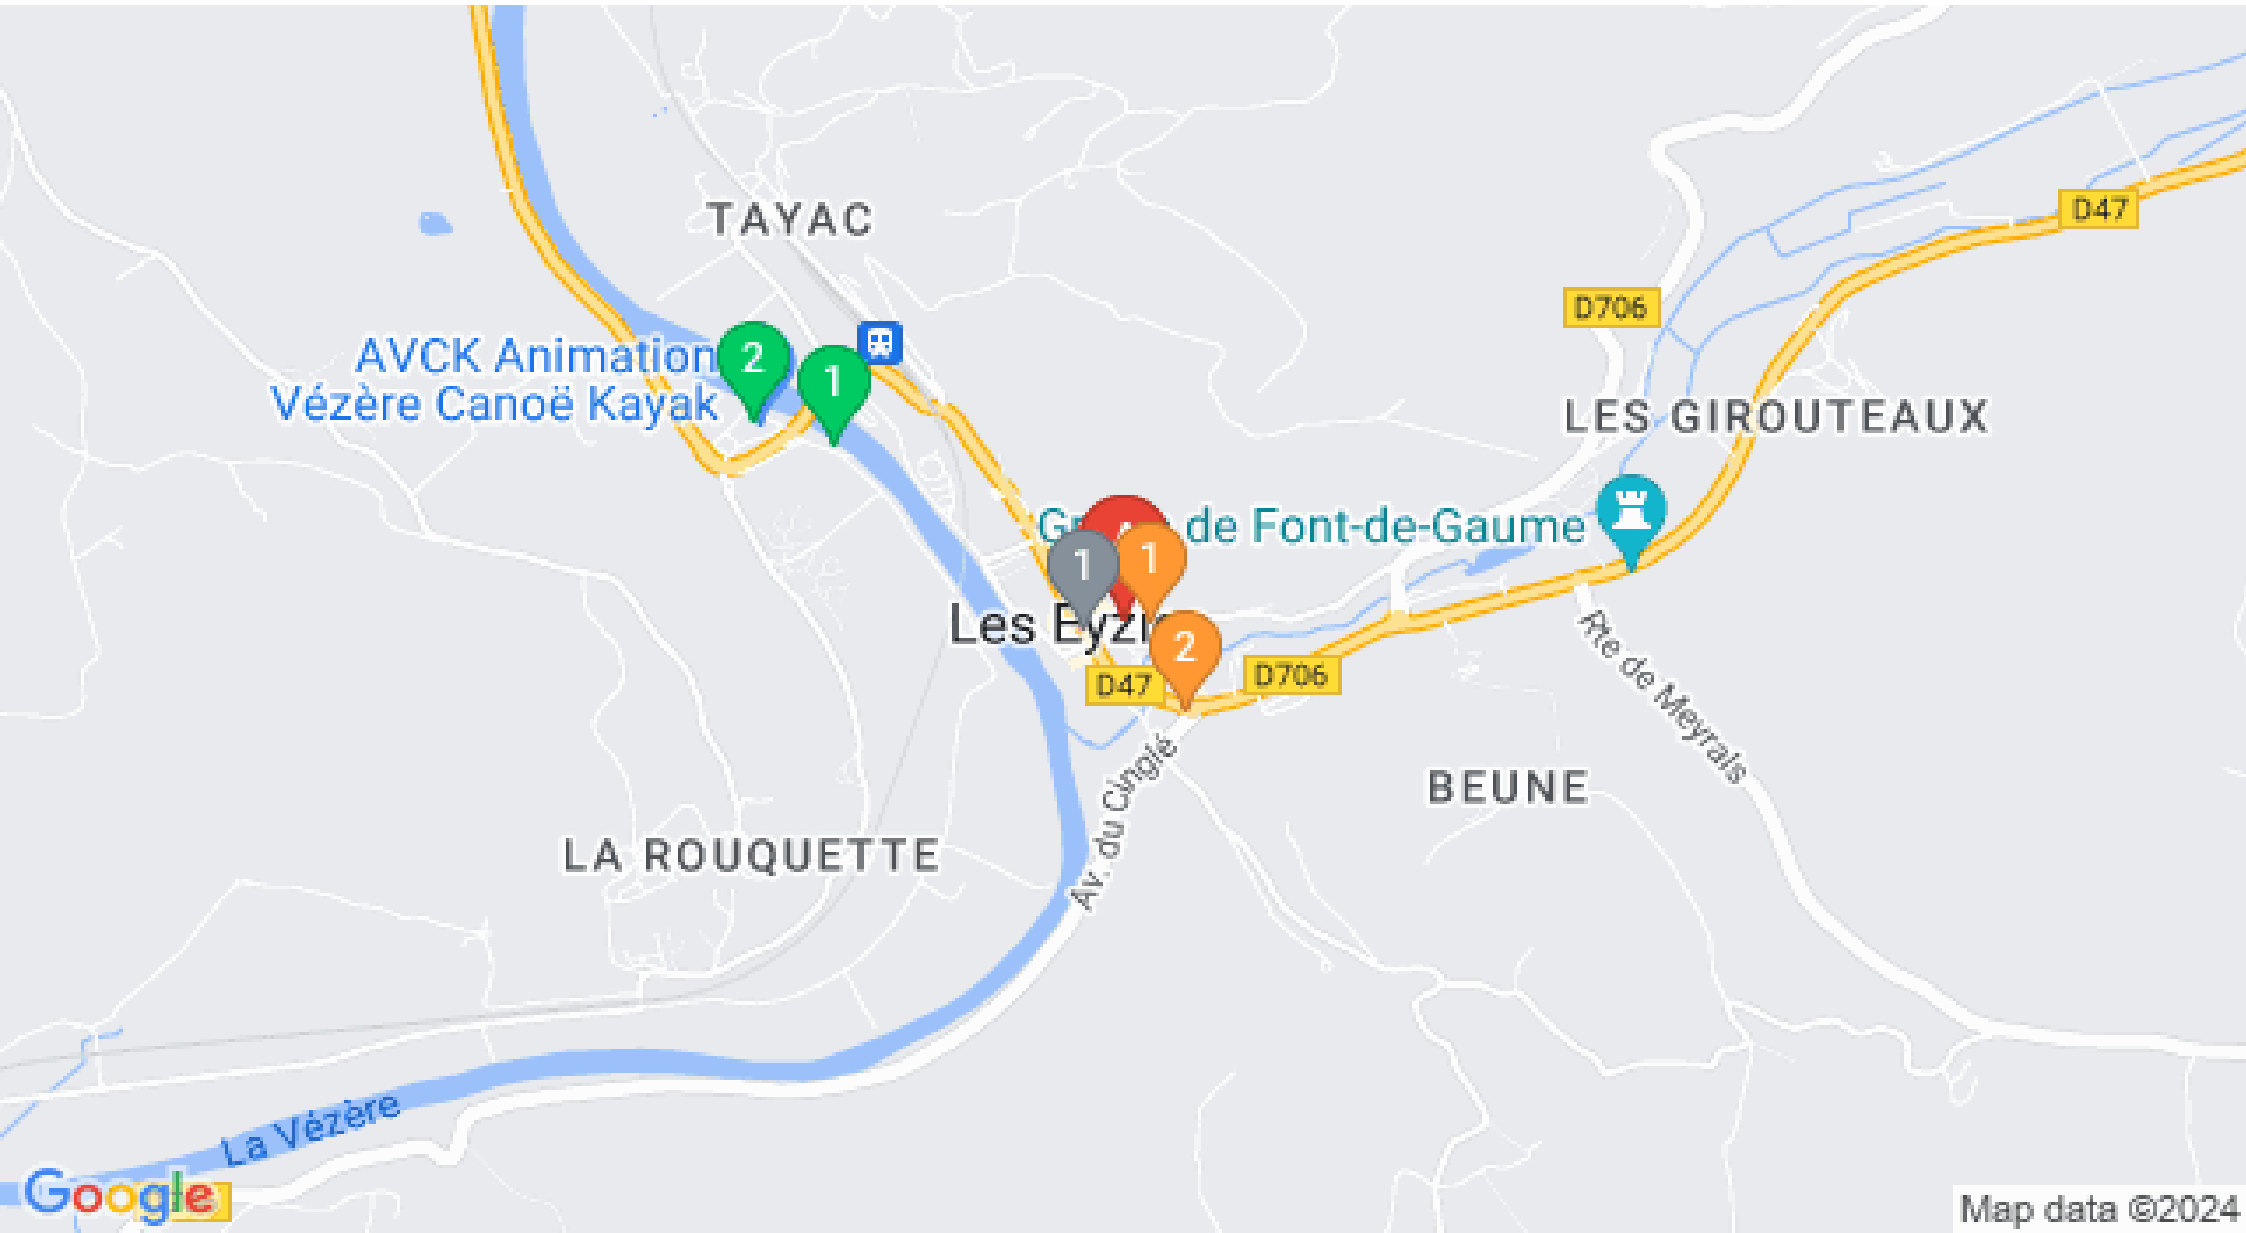 TAYAC
D47
D706
AVCK Animation
Vézère Canoë Kayak
2
1
LES GIROUTEAUX
de Font-de-Gaume
1
1
Les
2
D47
D706
Rte de Meyrals
Av. du Cingle
BEUNE
LA ROUQUETTE
La Vézère
Google
Map data ©2024